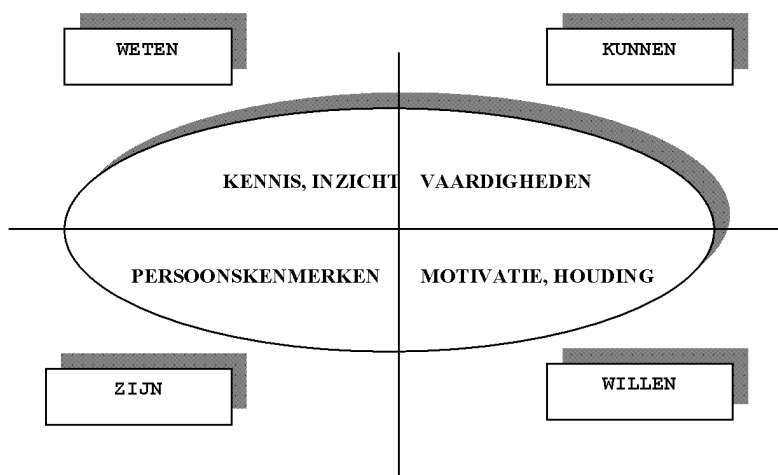 WETEN
KUNNEN
KENNIS, INZICHT
VAARDIGHEDEN
PERSOONSKENMERKEN
MOTIVATIE, HOUDING
ZIJN
WILLEN